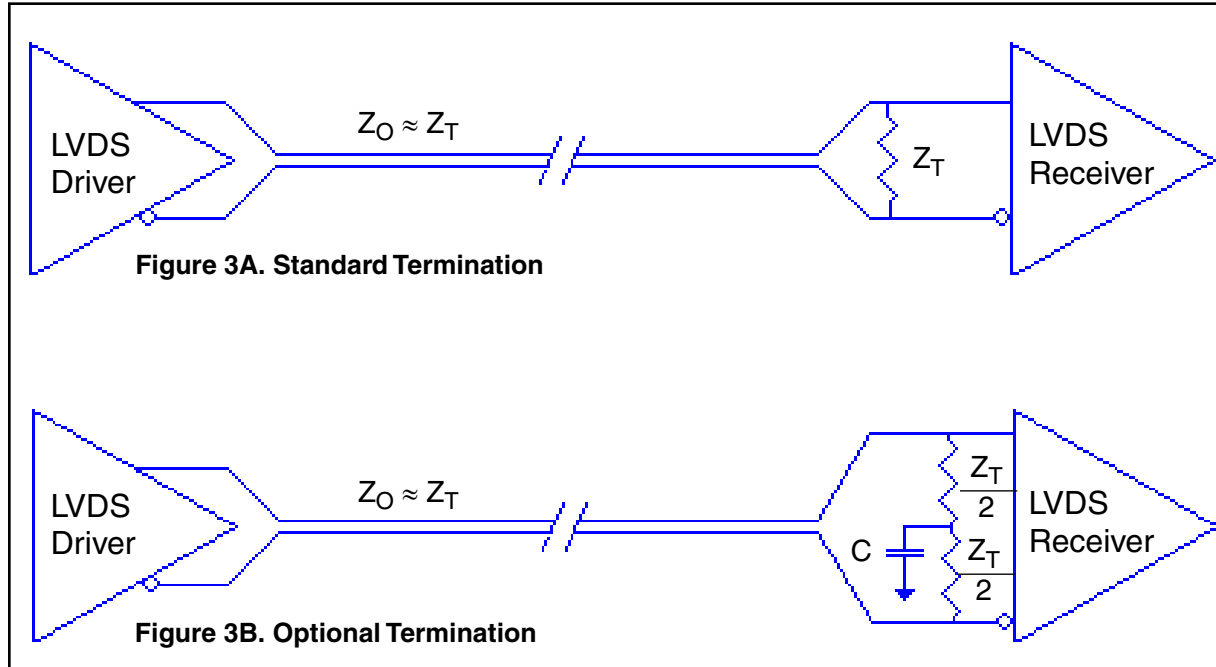 LVDS
Driver
Z_O ≈ Z_T
Z_T
LVDS
Receiver
Figure 3A. Standard Termination
LVDS
Driver
Z_O ≈ Z_T
C
Z_T
2
Z_T
2
LVDS
Receiver
Figure 3B. Optional Termination